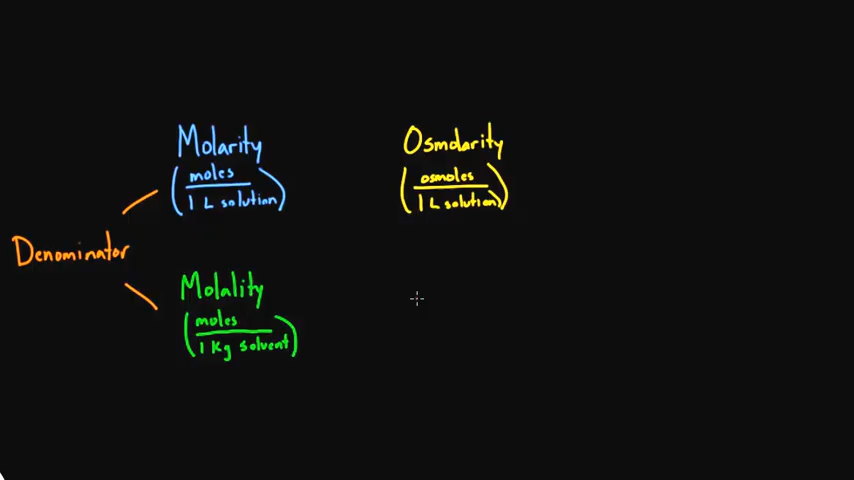 Molarity
(moles / 1 L solution)
Osmolarity
(osmoles / 1 L solution)
Denominator
Molality
(moles / 1 Kg solvent)